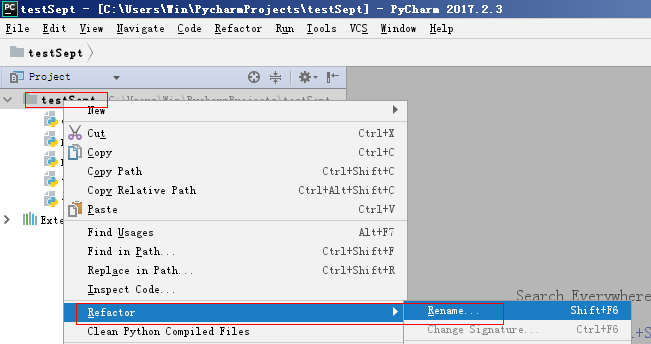 testSept - [C:\Users\Win\PycharmProjects\testSept] - PyCharm 2017.2.3
File Edit View Navigate Code Refactor Run Tools VCS Window Help
testSept
Project
testSept C:\Users\Win\PycharmProjects\testSept
New
Cut Ctrl+X
Copy Ctrl+C
Copy Path Ctrl+Shift+C
Copy Relative Path Ctrl+Alt+Shift+C
Paste Ctrl+V
Exte
Find Usages Alt+F7
Find in Path... Ctrl+Shift+F
Replace in Path... Ctrl+Shift+R
Inspect Code...
Search Everywhere
Refactor Rename... Shift+F6
Clean Python Compiled Files Change Signature... Ctrl+F6